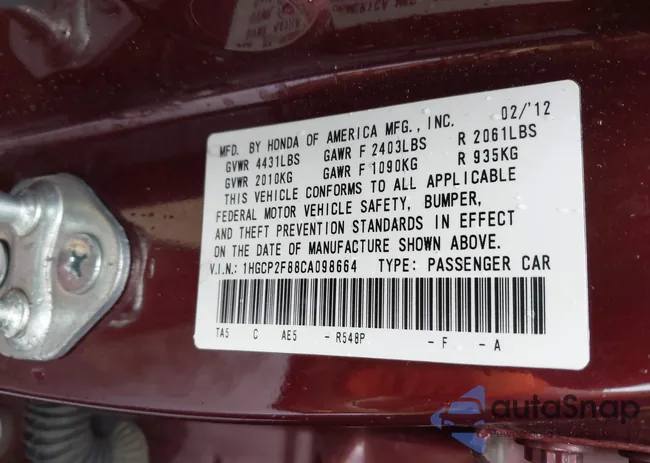 MFD. BY HONDA OF AMERICA MFG., INC. 02/'12
GVWR 4431LBS GAWR F 2403LBS R 2061LBS
GVWR 2010KG GAWR F 1090KG R 935KG
THIS VEHICLE CONFORMS TO ALL APPLICABLE
FEDERAL MOTOR VEHICLE SAFETY, BUMPER,
AND THEFT PREVENTION STANDARDS IN EFFECT
ON THE DATE OF MANUFACTURE SHOWN ABOVE.
V.I.N.: 1HGCP2F88CA098664 TYPE: PASSENGER CAR
TA5 C AE5 - R548P - F - A
autoSnap